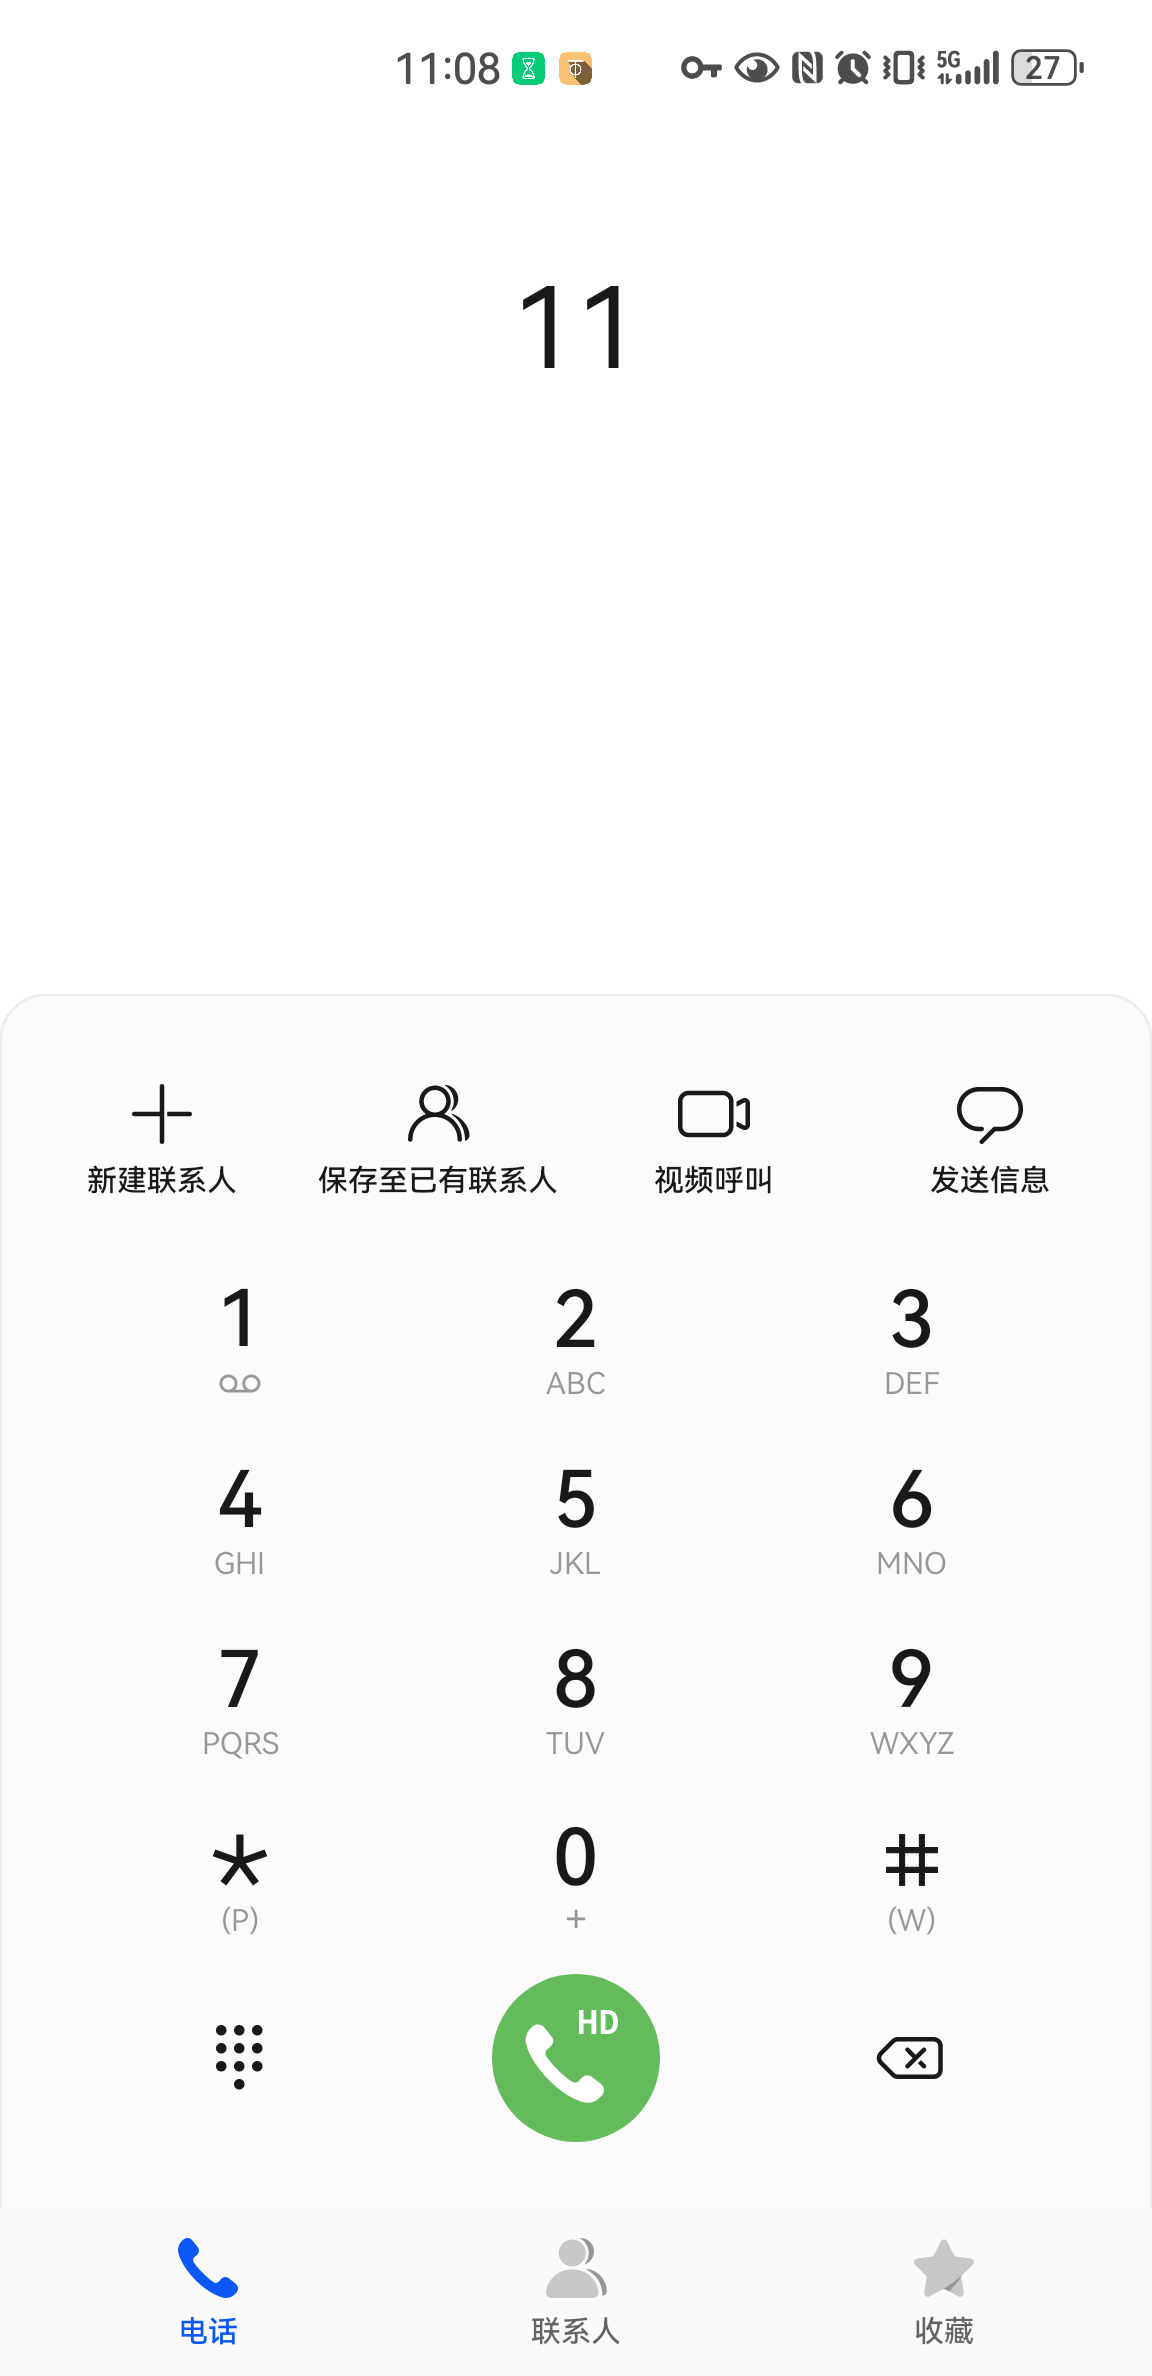 11:08 5G 27
11
新建联系人 保存至已有联系人 视频呼叫 发送信息
1 2 3
ABC DEF
4 5 6
GHI JKL MNO
7 8 9
PQRS TUV WXYZ
* 0 #
(P) + (W)
HD
电话 联系人 收藏